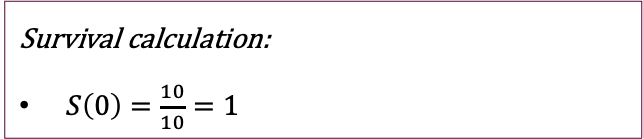 Survival calculation:
• S(0) = 10/10 = 1